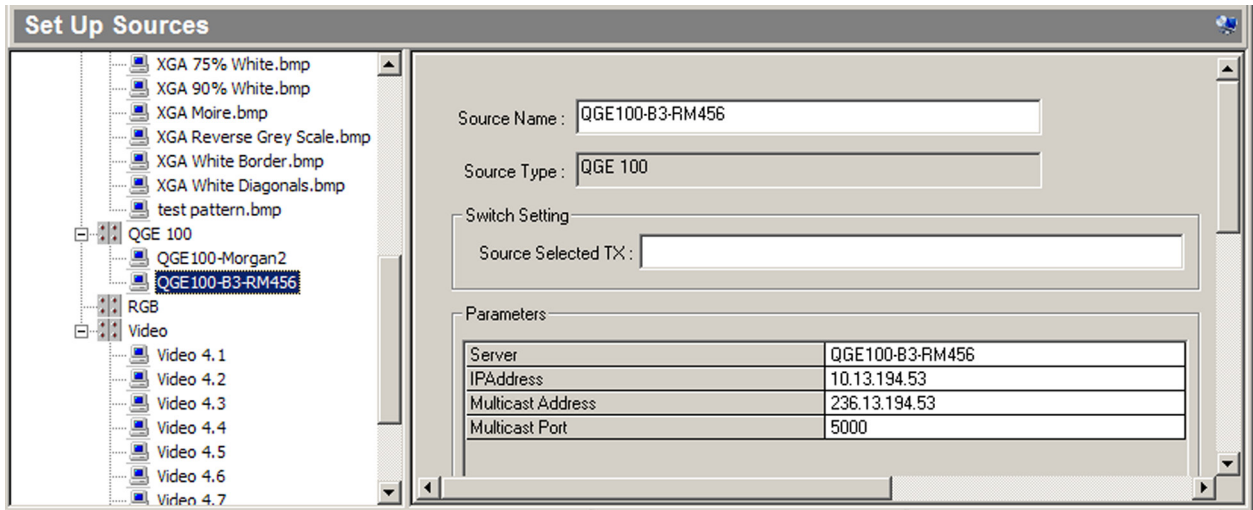 Set Up Sources
XGA 75% White.bmp
XGA 90% White.bmp
XGA Moire.bmp
XGA Reverse Grey Scale.bmp
XGA White Border.bmp
XGA White Diagonals.bmp
test pattern.bmp
QGE 100
QGE100-Morgan2
QGE100-B3-RM456
RGB
Video
Video 4.1
Video 4.2
Video 4.3
Video 4.4
Video 4.5
Video 4.6
Video 4.7
Source Name : QGE100-B3-RM456
Source Type : QGE 100
Switch Setting
Source Selected TX :
Parameters
Server QGE100-B3-RM456
IPAddress 10.13.194.53
Multicast Address 236.13.194.53
Multicast Port 5000